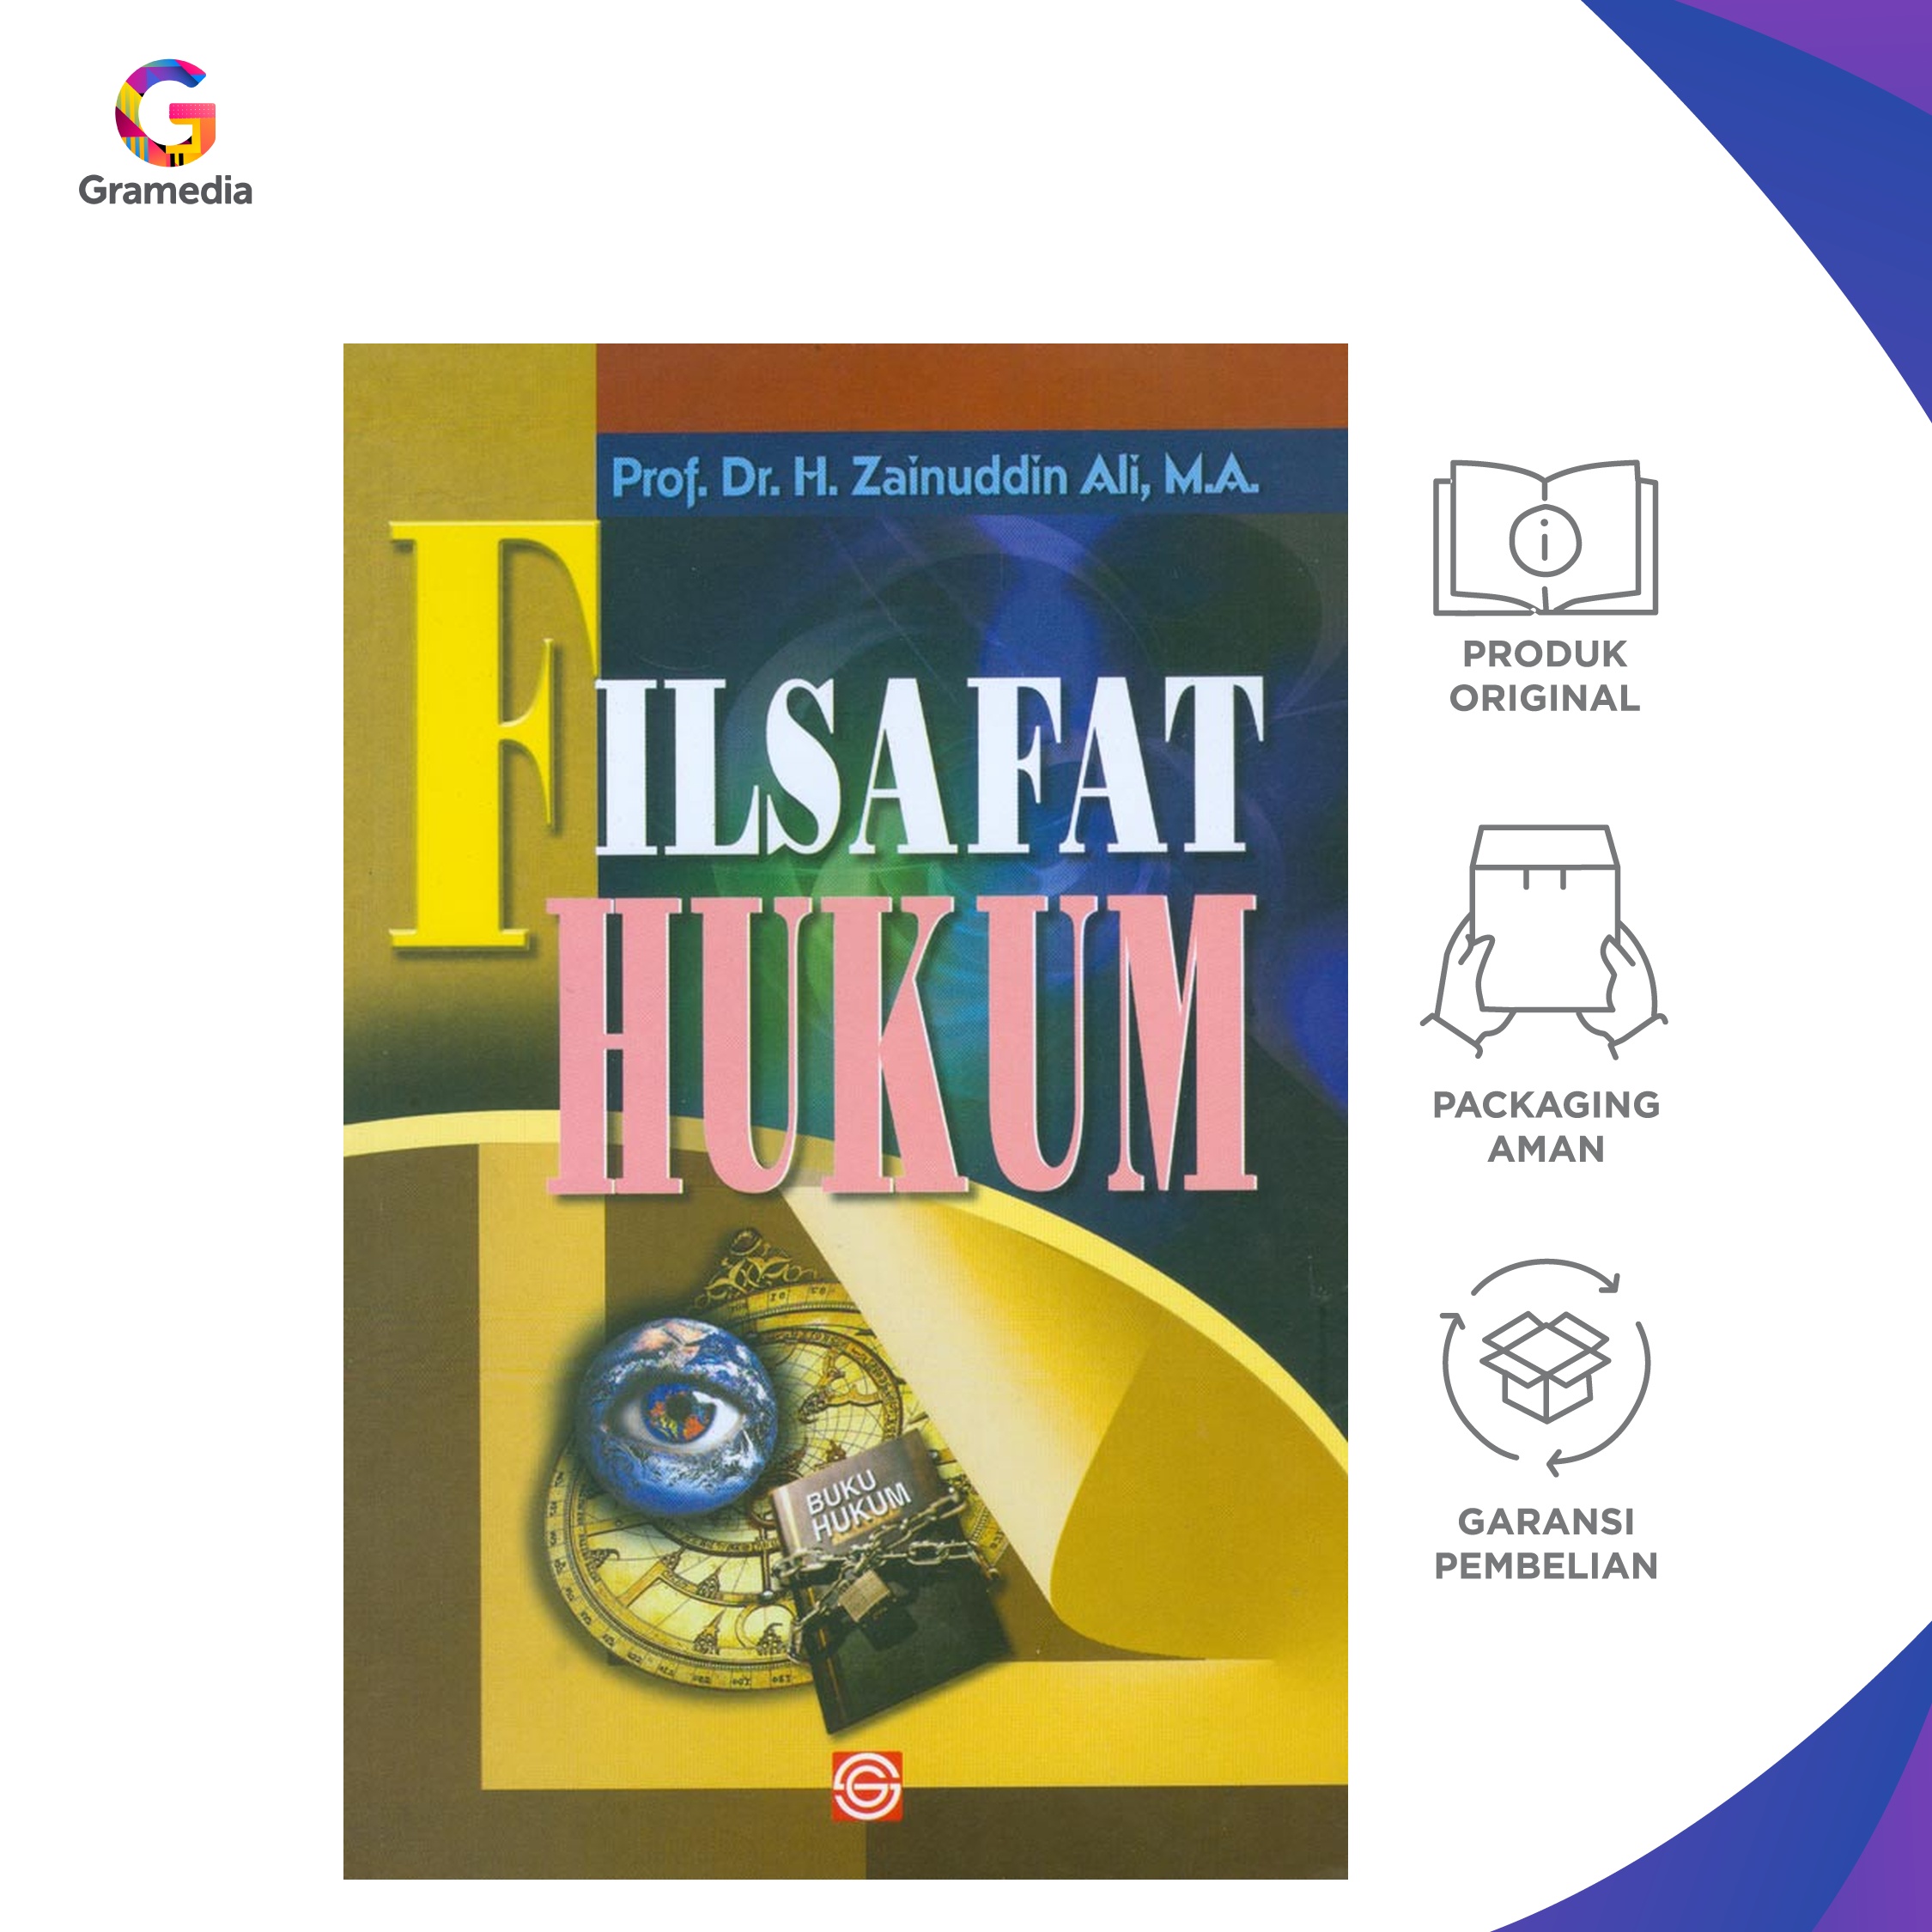 Gramedia
Prof. Dr. H. Zainuddin Ali, M.A.
FILSAFAT
HUKUM
BUKU
HUKUM
PRODUK
ORIGINAL
PACKAGING
AMAN
GARANSI
PEMBELIAN